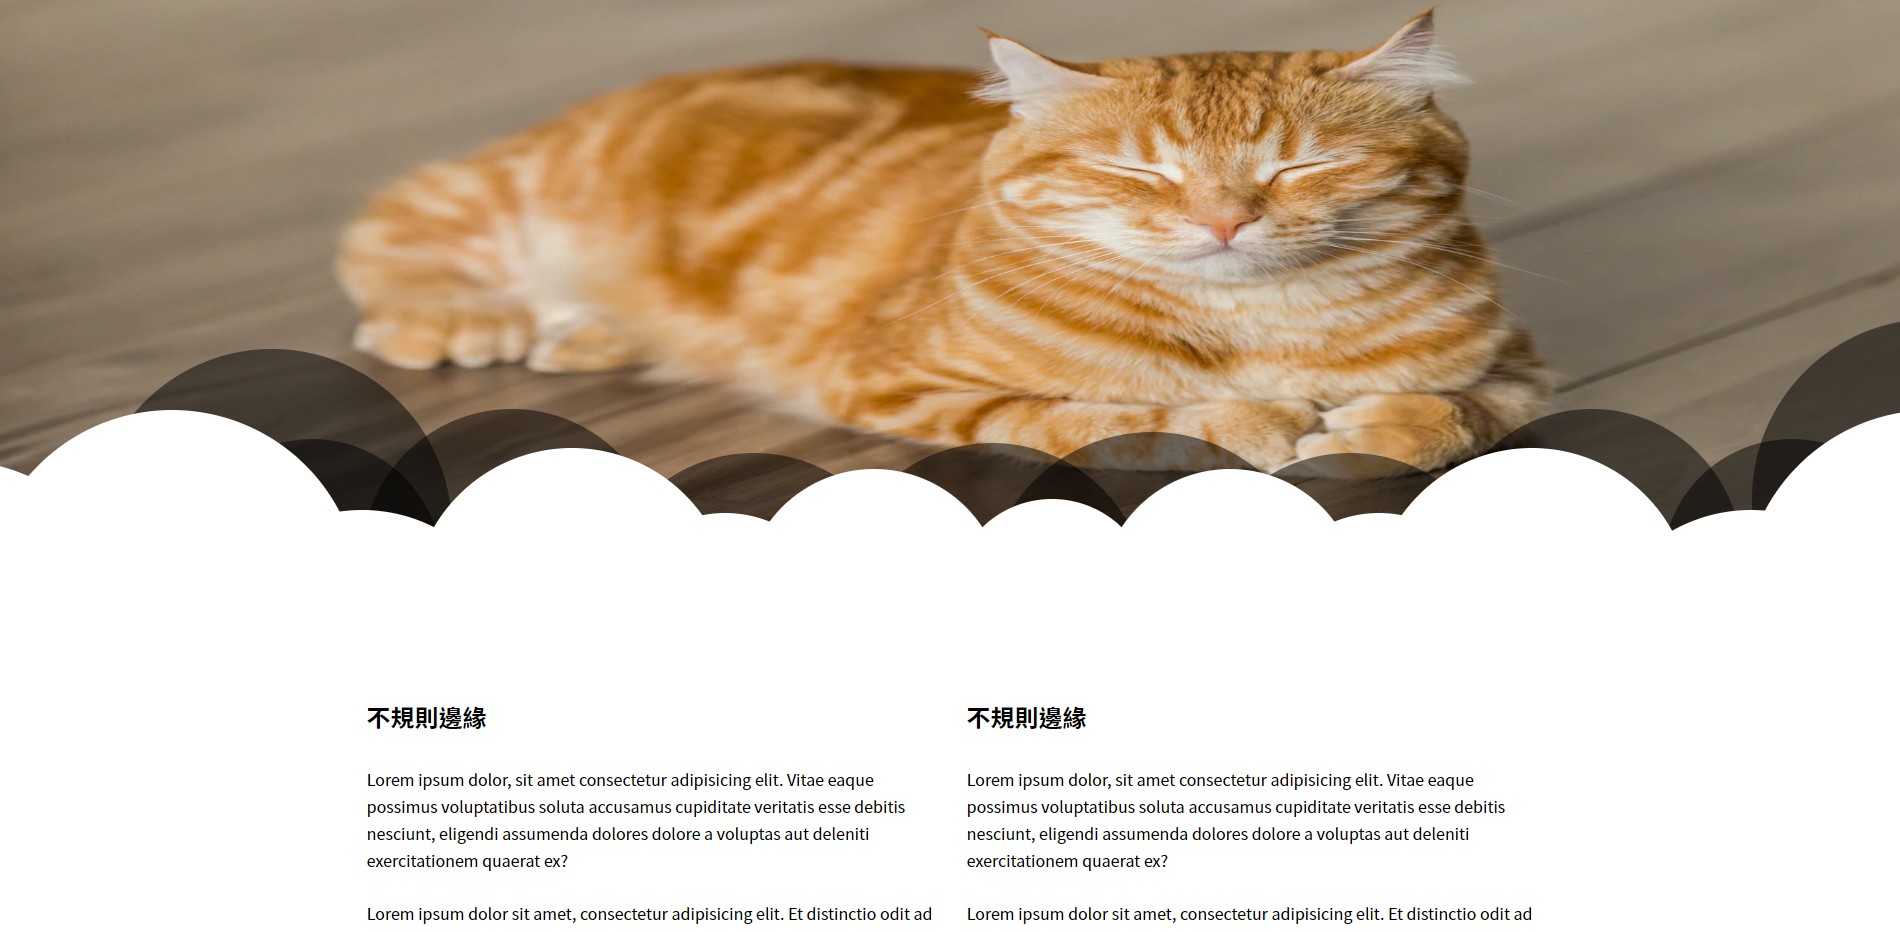 不規則邊緣
Lorem ipsum dolor, sit amet consectetur adipisicing elit. Vitae eaque
possimus voluptatibus soluta accusamus cupiditate veritatis esse debitis
nesciunt, eligendi assumenda dolores dolore a voluptas aut deleniti
exercitationem quaerat ex?
Lorem ipsum dolor sit amet, consectetur adipisicing elit. Et distinctio odit ad
不規則邊緣
Lorem ipsum dolor, sit amet consectetur adipisicing elit. Vitae eaque
possimus voluptatibus soluta accusamus cupiditate veritatis esse debitis
nesciunt, eligendi assumenda dolores dolore a voluptas aut deleniti
exercitationem quaerat ex?
Lorem ipsum dolor sit amet, consectetur adipisicing elit. Et distinctio odit ad